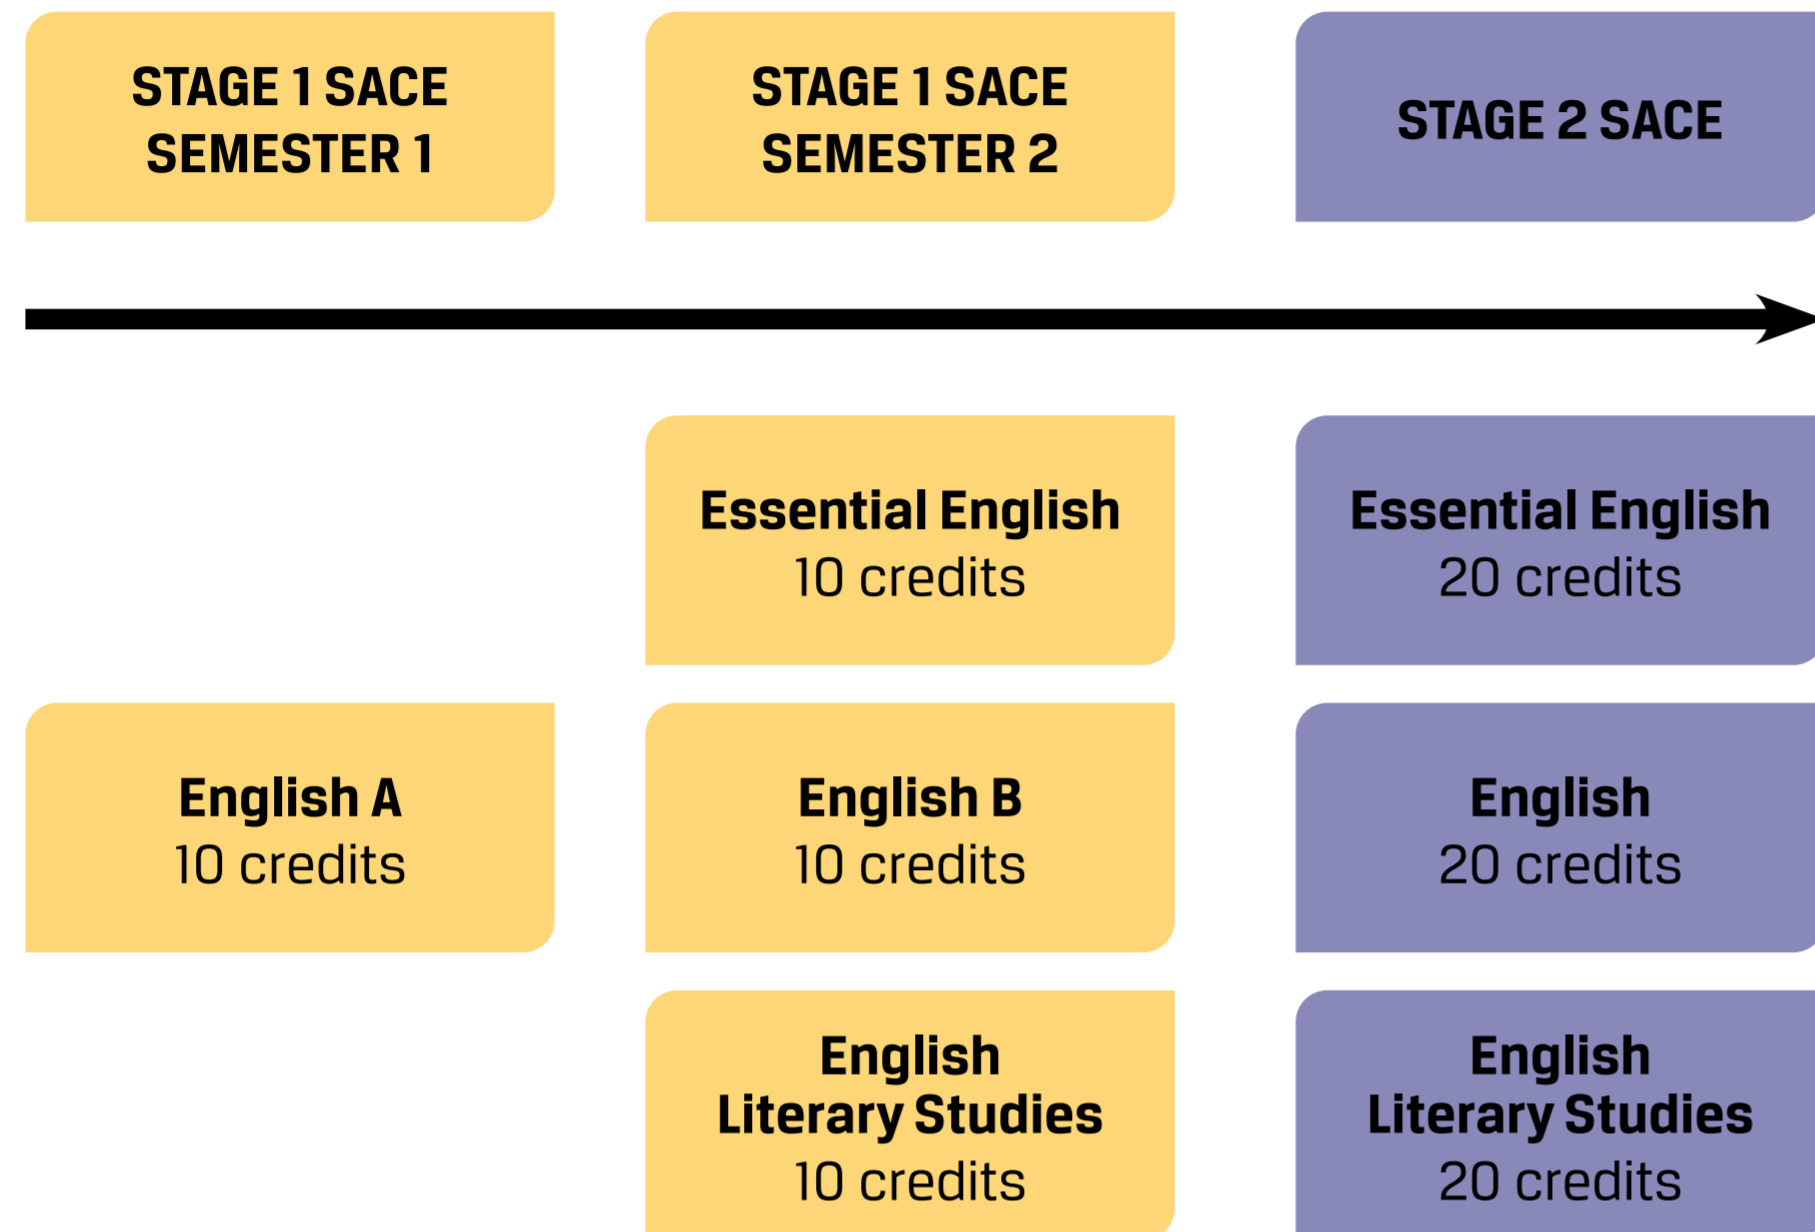 STAGE 1 SACE
SEMESTER 1
STAGE 1 SACE
SEMESTER 2
STAGE 2 SACE
Essential English
10 credits
Essential English
20 credits
English A
10 credits
English B
10 credits
English
20 credits
English
Literary Studies
10 credits
English
Literary Studies
20 credits